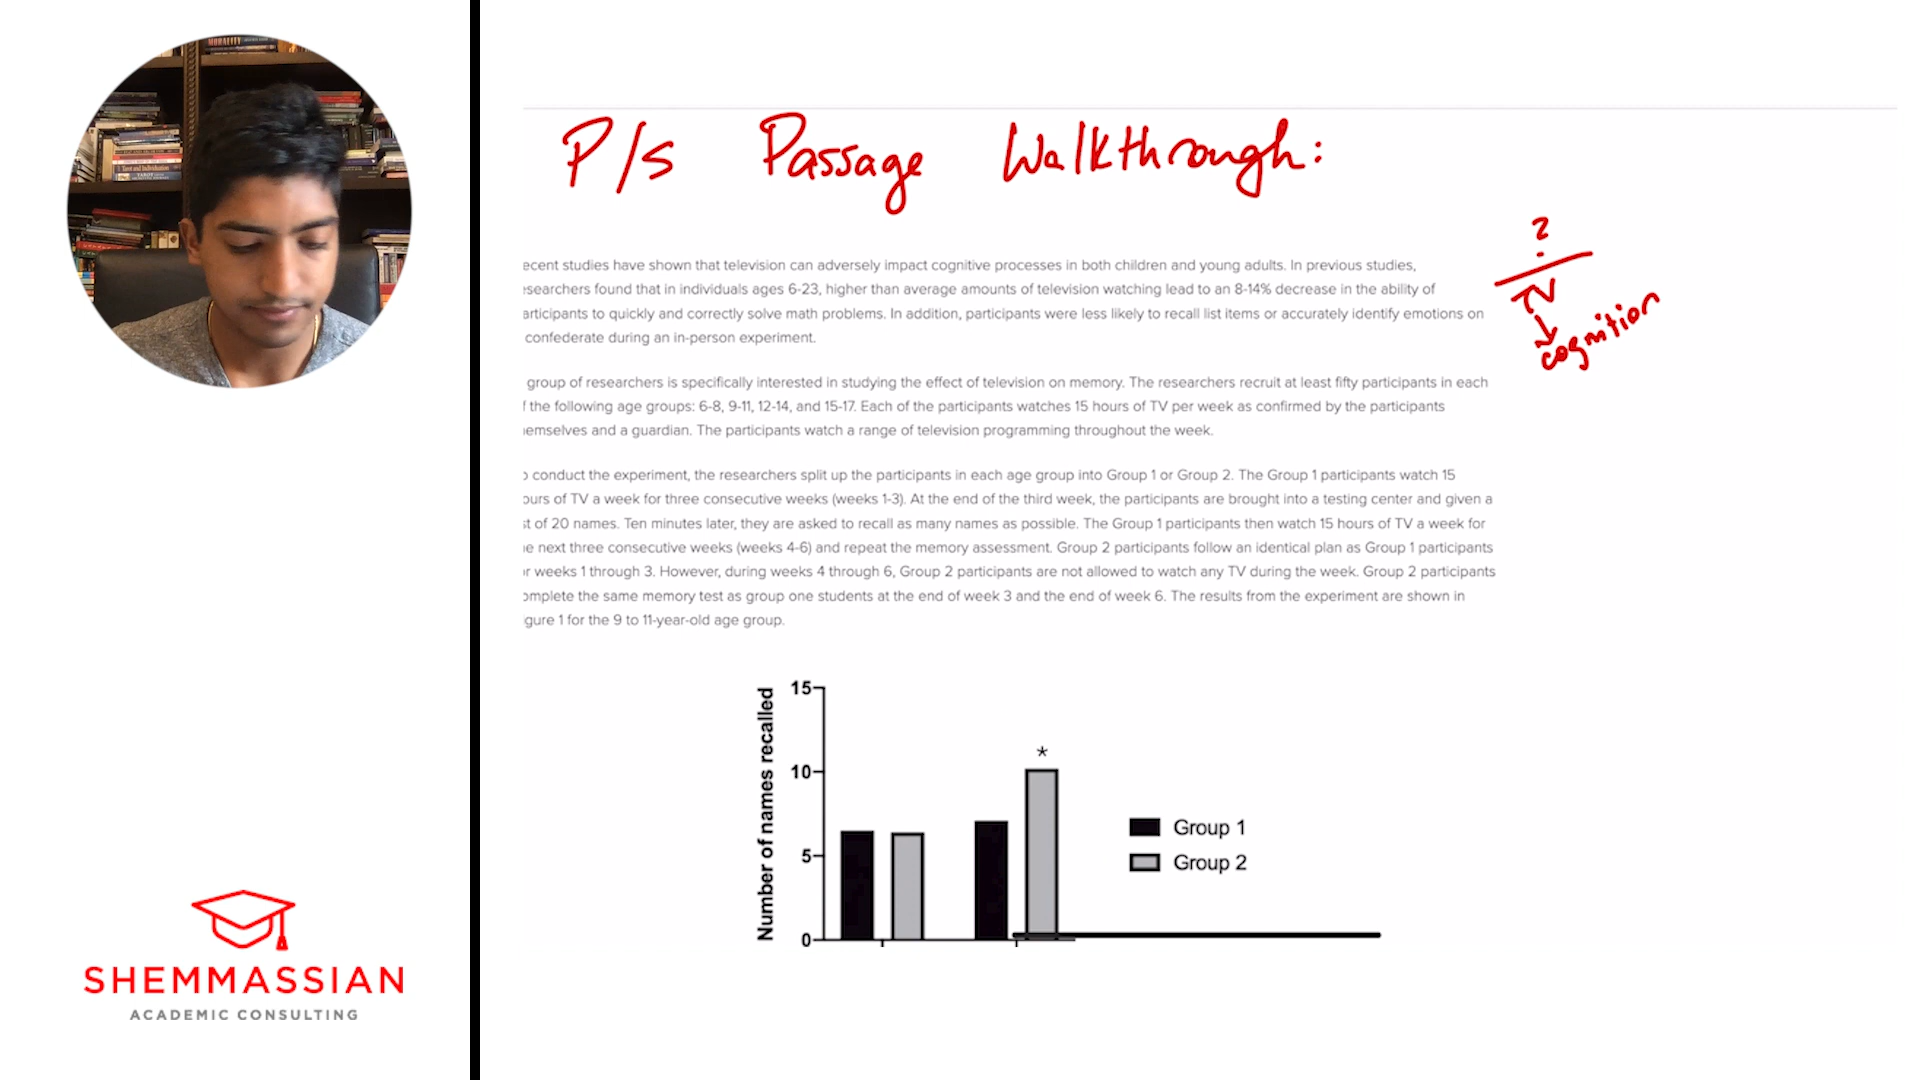 P/S Passage Walkthrough:
?
TV
cognition
ecent studies have shown that television can adversely impact cognitive processes in both children and young adults. In previous studies,
searchers found that in individuals ages 6-23, higher than average amounts of television watching lead to an 8-14% decrease in the ability of
articipants to quickly and correctly solve math problems. In addition, participants were less likely to recall list items or accurately identify emotions on
confederate during an in-person experiment.
group of researchers is specifically interested in studying the effect of television on memory. The researchers recruit at least fifty participants in each
f the following age groups: 6-8, 9-11, 12-14, and 15-17. Each of the participants watches 15 hours of TV per week as confirmed by the participants
emselves and a guardian. The participants watch a range of television programming throughout the week.
o conduct the experiment, the researchers split up the participants in each age group into Group 1 or Group 2. The Group 1 participants watch 15
ours of TV a week for three consecutive weeks (weeks 1-3). At the end of the third week, the participants are brought into a testing center and given a
st of 20 names. Ten minutes later, they are asked to recall as many names as possible. The Group 1 participants then watch 15 hours of TV a week for
e next three consecutive weeks (weeks 4-6) and repeat the memory assessment. Group 2 participants follow an identical plan as Group 1 participants
r weeks 1 through 3. However, during weeks 4 through 6, Group 2 participants are not allowed to watch any TV during the week. Group 2 participants
omplete the same memory test as group one students at the end of week 3 and the end of week 6. The results from the experiment are shown in
gure 1 for the 9 to 11-year-old age group.
Number of names recalled
15
10
5
0
*
Group 1
Group 2
SHEMMASSIAN
ACADEMIC CONSULTING